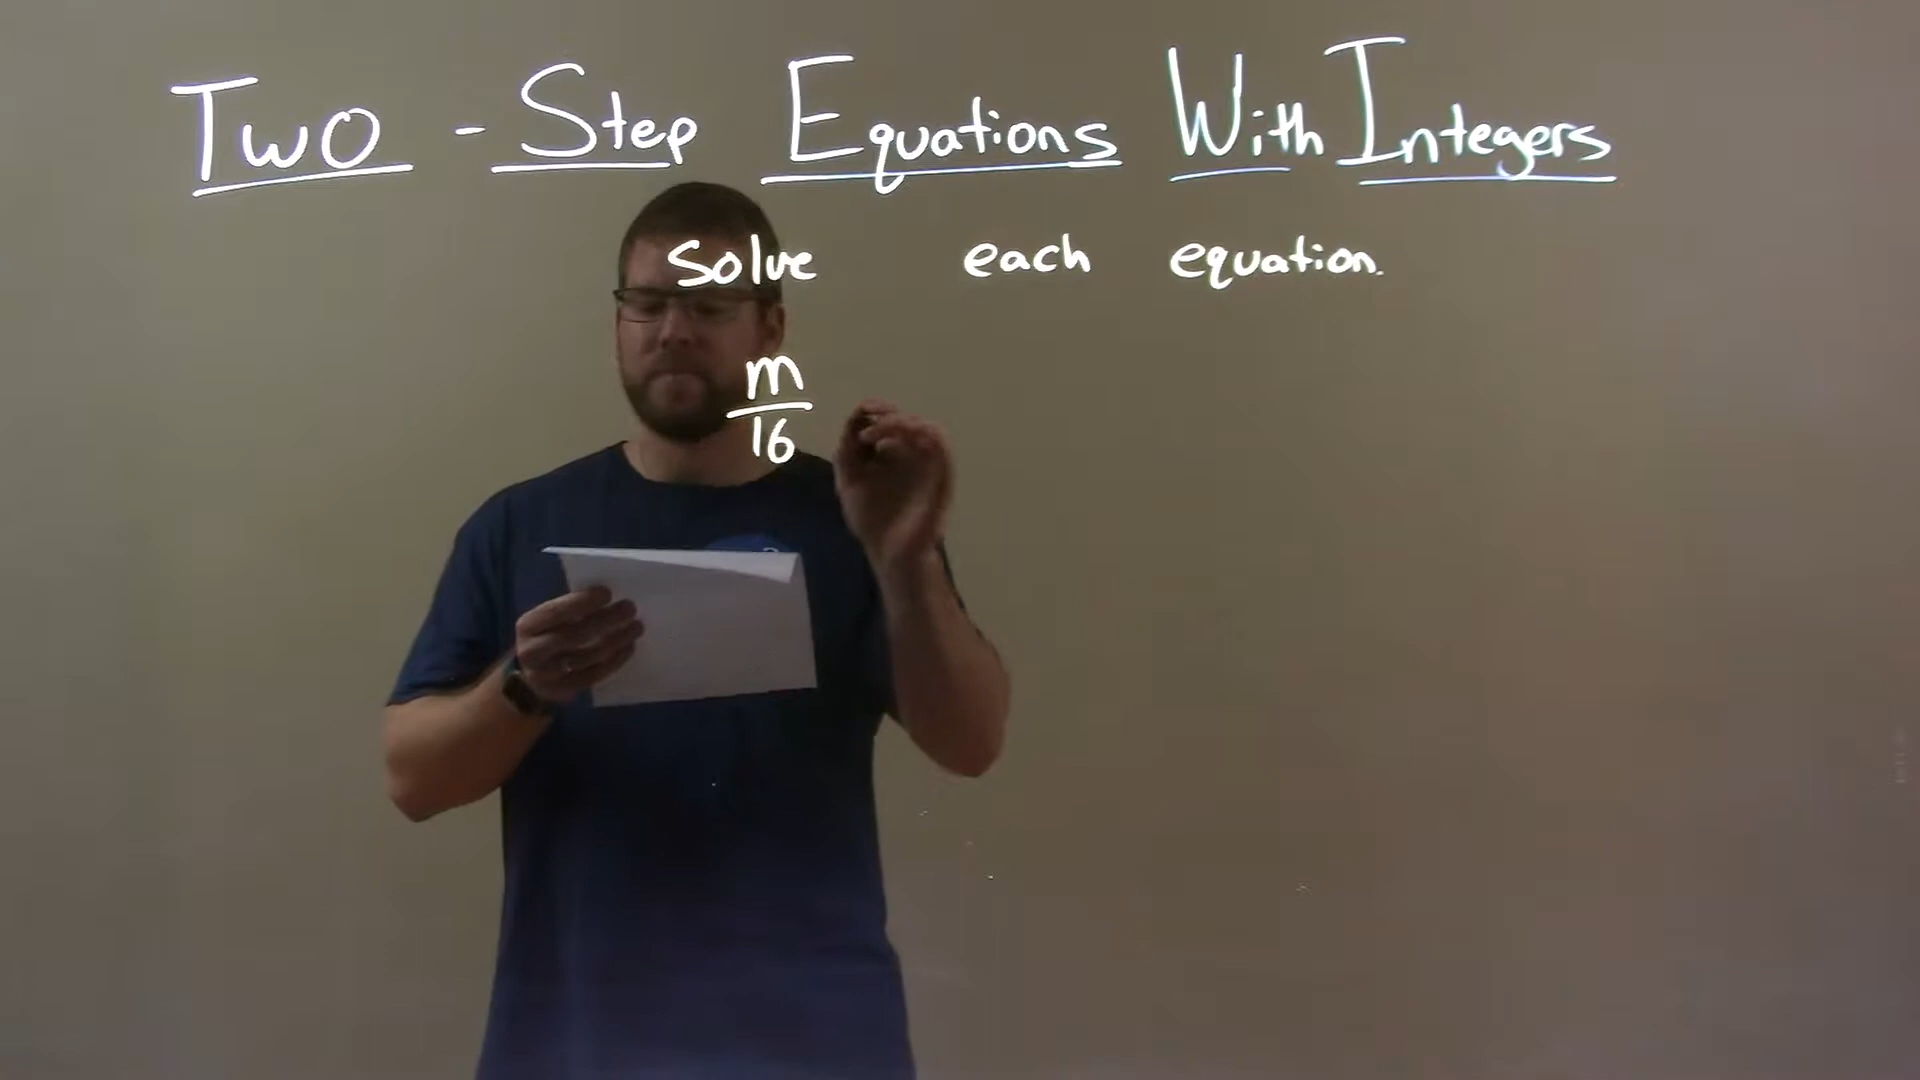 Two - Step Equations With Integers
Solve each equation.
m
16